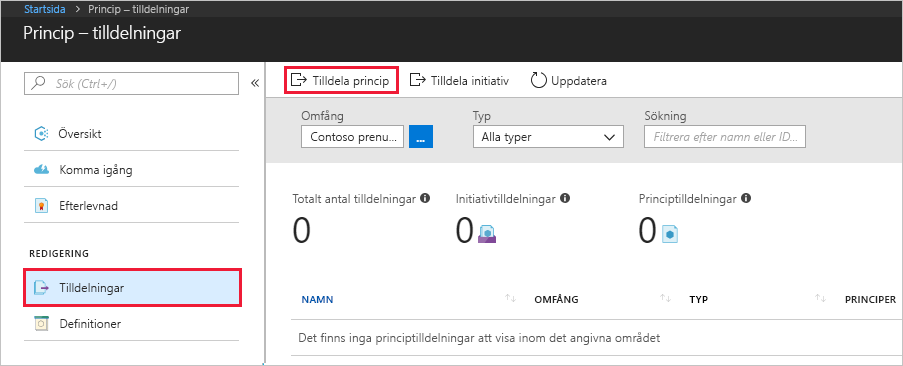 Startsida > Princip – tilldelningar
Princip – tilldelningar
Sök (Ctrl+/)
«
Översikt
Komma igång
Efterlevnad
REDIGERING
Tilldelningar
Definitioner
Tilldela princip Tilldela initiativ Uppdatera
Omfång Typ Sökning
Contoso prenu... ... Alla typer Filtrera efter namn eller ID...
Totalt antal tilldelningar Initiativtilldelningar Principtilldelningar
0 0 0
NAMN OMFÅNG TYP PRINCIPER
Det finns inga principtilldelningar att visa inom det angivna området